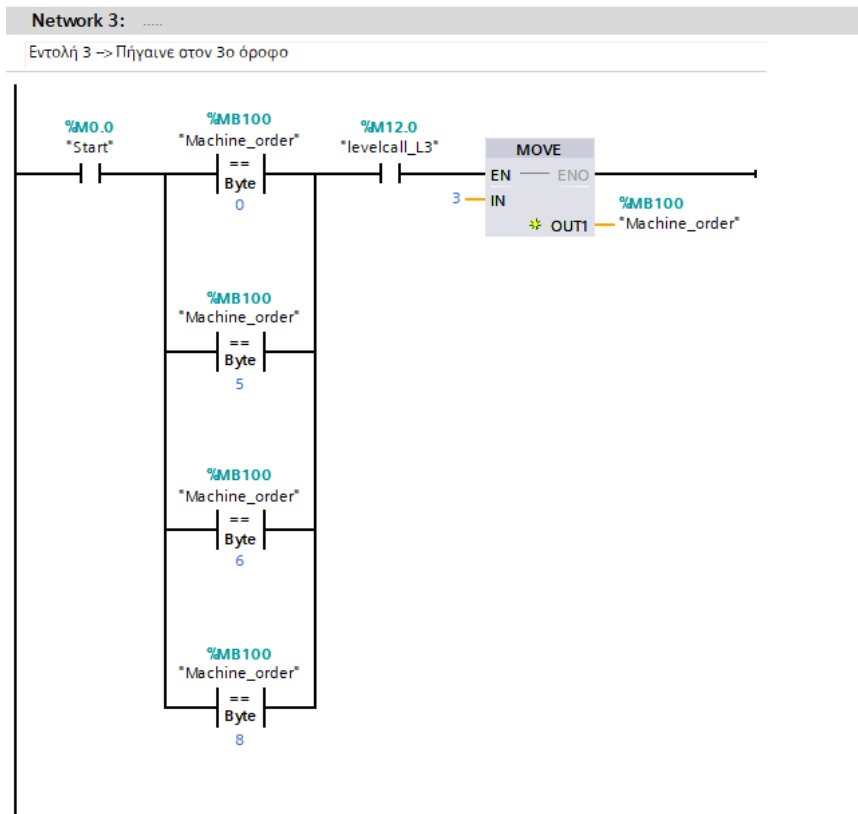 Network 3: .....
Εντολή 3 --> Πήγαινε στον 3ο όροφο
%M0.0
"Start"
%MB100
"Machine_order"
==
Byte
0
%M12.0
"levelcall_L3"
MOVE
EN ENO
3 IN
OUT1
%MB100
"Machine_order"
%MB100
"Machine_order"
==
Byte
5
%MB100
"Machine_order"
==
Byte
6
%MB100
"Machine_order"
==
Byte
8